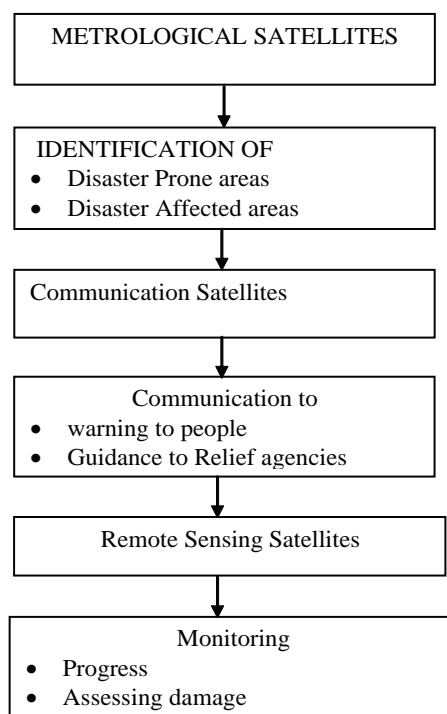 METROLOGICAL SATELLITES
IDENTIFICATION OF
• Disaster Prone areas
• Disaster Affected areas
Communication Satellites
Communication to
• warning to people
• Guidance to Relief agencies
Remote Sensing Satellites
Monitoring
• Progress
• Assessing damage